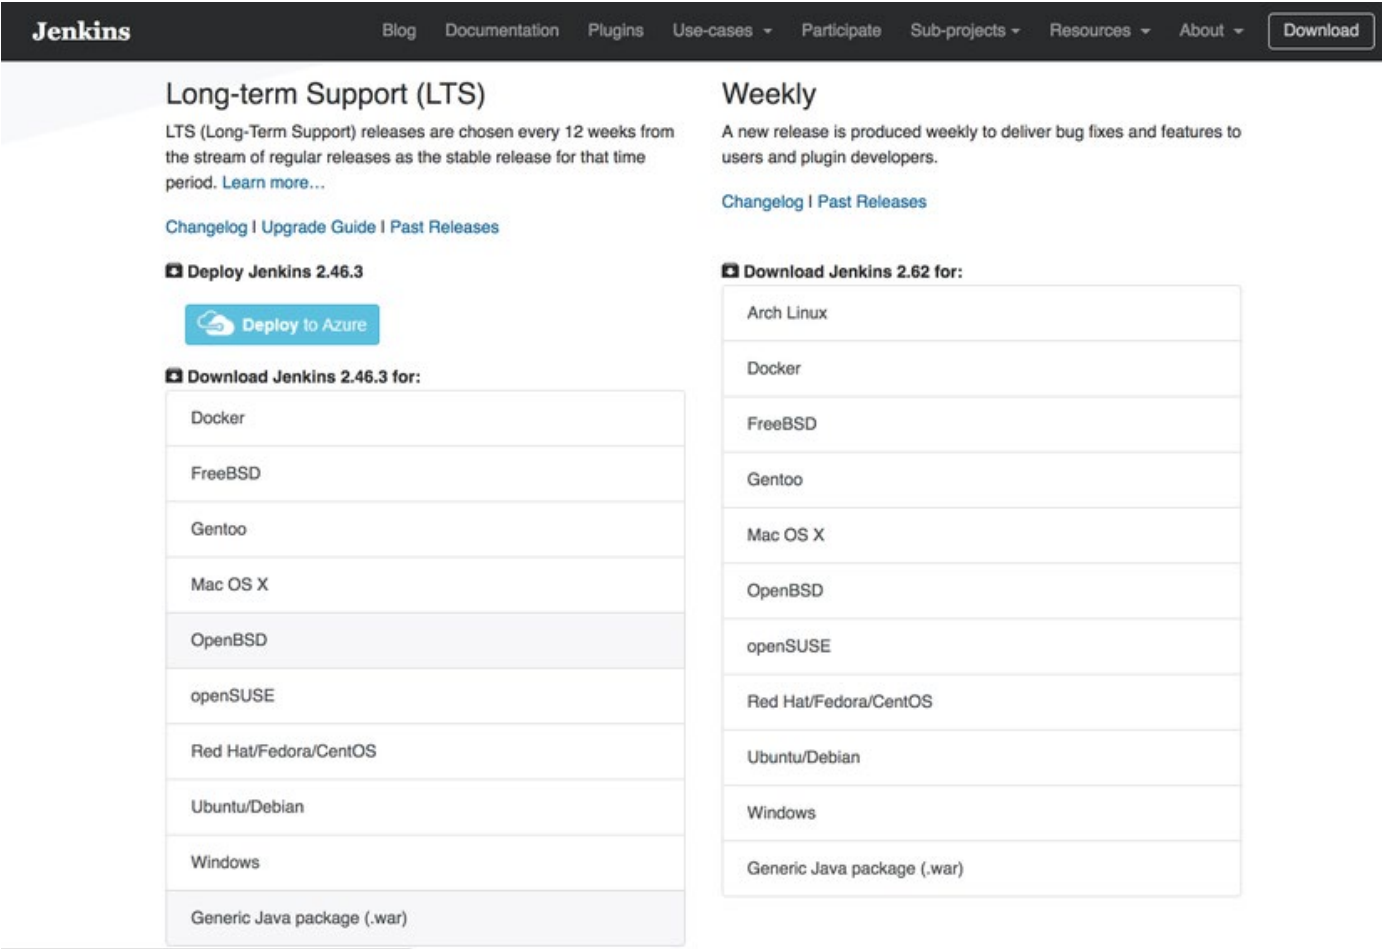 Jenkins
Blog Documentation Plugins Use-cases Participate Sub-projects Resources About Download
Long-term Support (LTS)
LTS (Long-Term Support) releases are chosen every 12 weeks from
the stream of regular releases as the stable release for that time
period. Learn more…
Changelog | Upgrade Guide | Past Releases
Deploy Jenkins 2.46.3
Deploy to Azure
Download Jenkins 2.46.3 for:
Docker
FreeBSD
Gentoo
Mac OS X
OpenBSD
openSUSE
Red Hat/Fedora/CentOS
Ubuntu/Debian
Windows
Generic Java package (.war)
Weekly
A new release is produced weekly to deliver bug fixes and features to
users and plugin developers.
Changelog | Past Releases
Download Jenkins 2.62 for:
Arch Linux
Docker
FreeBSD
Gentoo
Mac OS X
OpenBSD
openSUSE
Red Hat/Fedora/CentOS
Ubuntu/Debian
Windows
Generic Java package (.war)